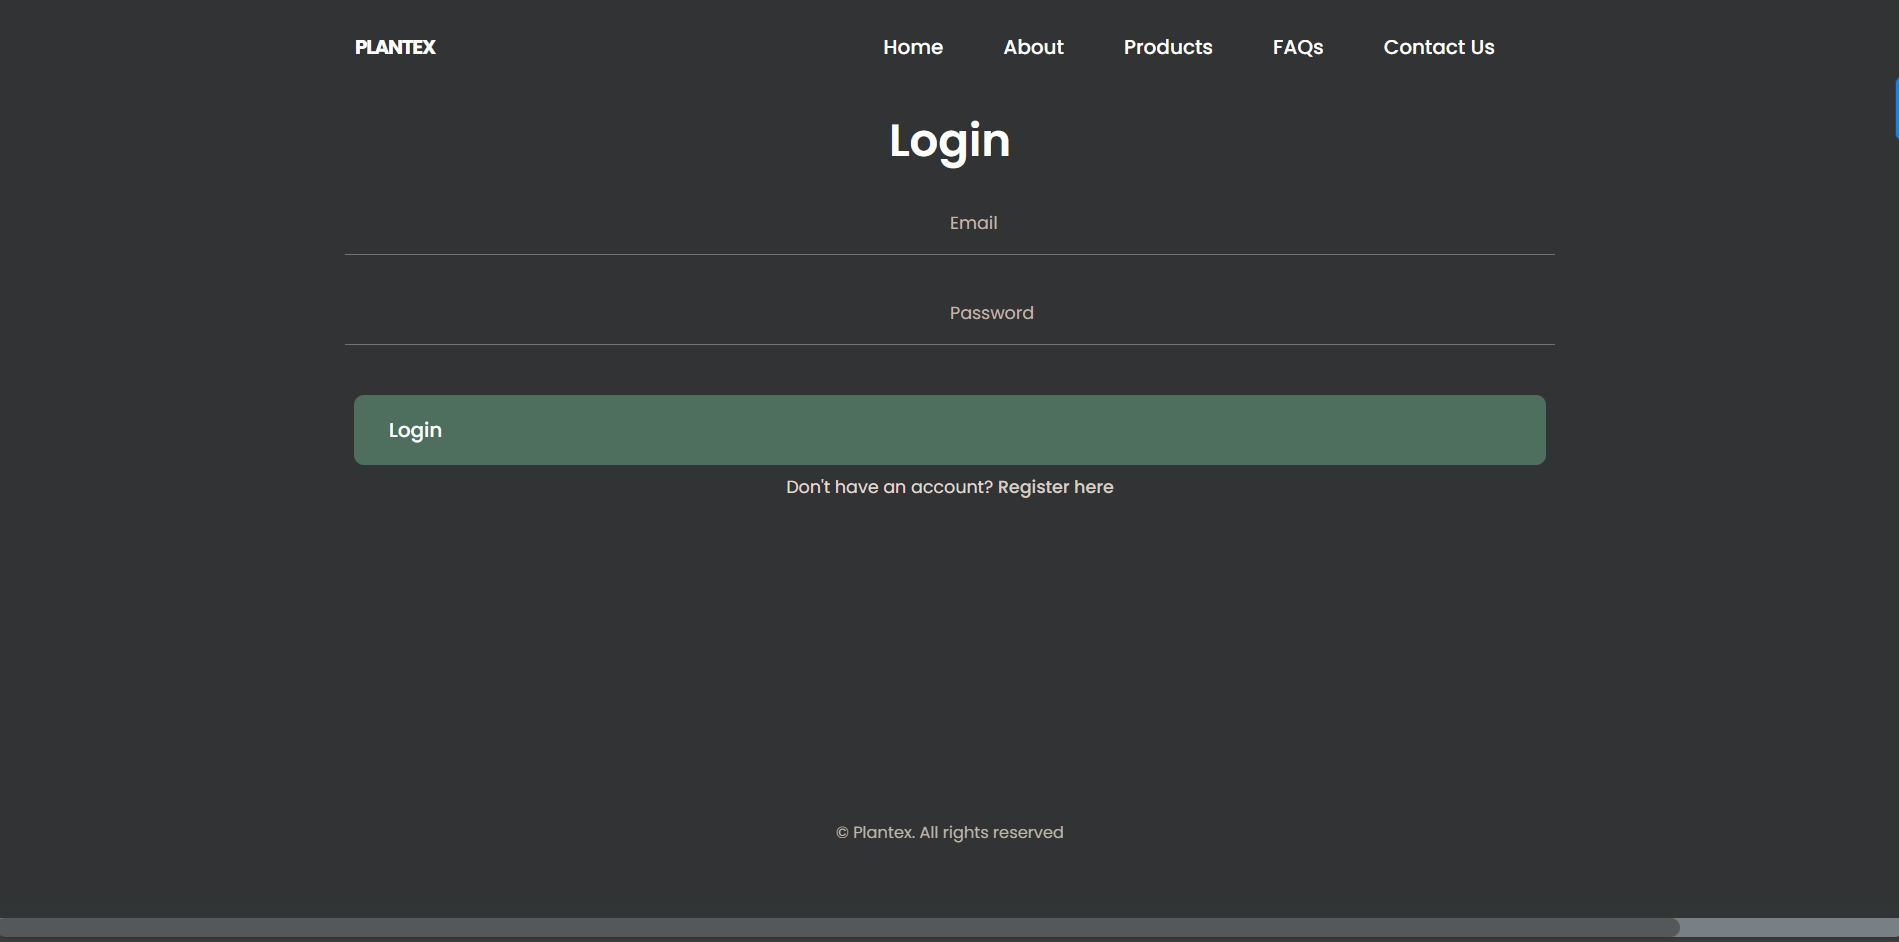 PLANTEX Home About Products FAQs Contact Us
Login
Email
Password
Login
Don't have an account? Register here
© Plantex. All rights reserved